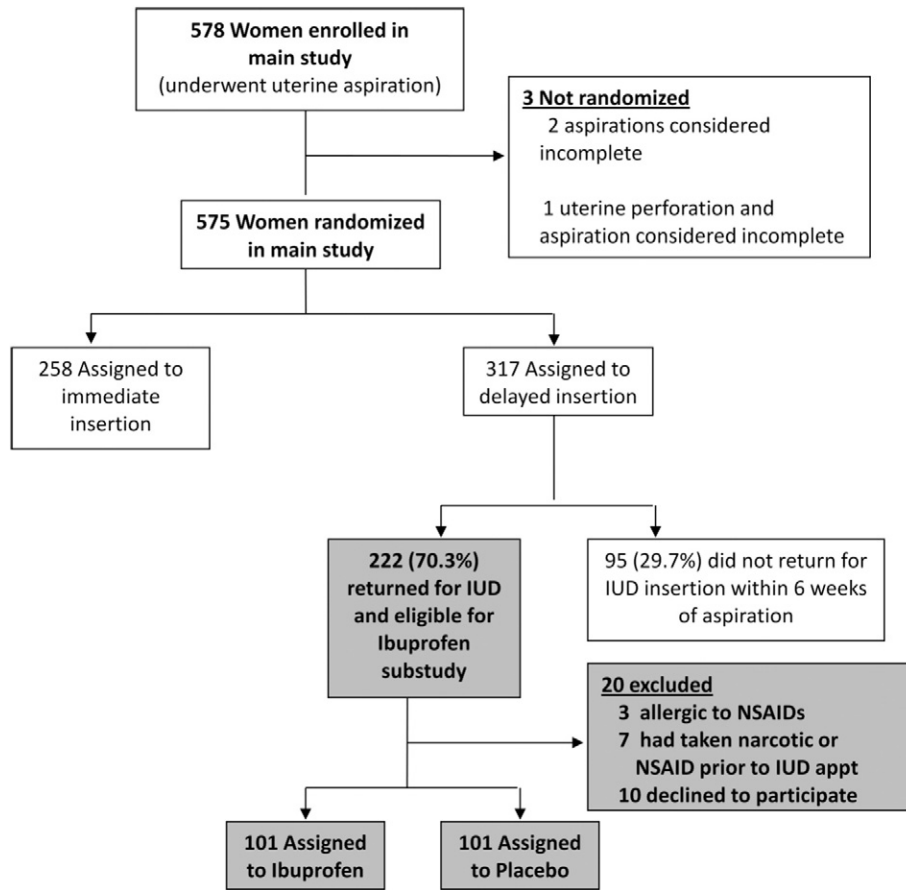 578 Women enrolled in
main study
(underwent uterine aspiration)
3 Not randomized
2 aspirations considered
incomplete
1 uterine perforation and
aspiration considered incomplete
575 Women randomized
in main study
258 Assigned to
immediate
insertion
317 Assigned to
delayed insertion
222 (70.3%)
returned for IUD
and eligible for
Ibuprofen
substudy
95 (29.7%) did not return for
IUD insertion within 6 weeks
of aspiration
20 excluded
3 allergic to NSAIDs
7 had taken narcotic or
NSAID prior to IUD appt
10 declined to participate
101 Assigned
to Ibuprofen
101 Assigned
to Placebo